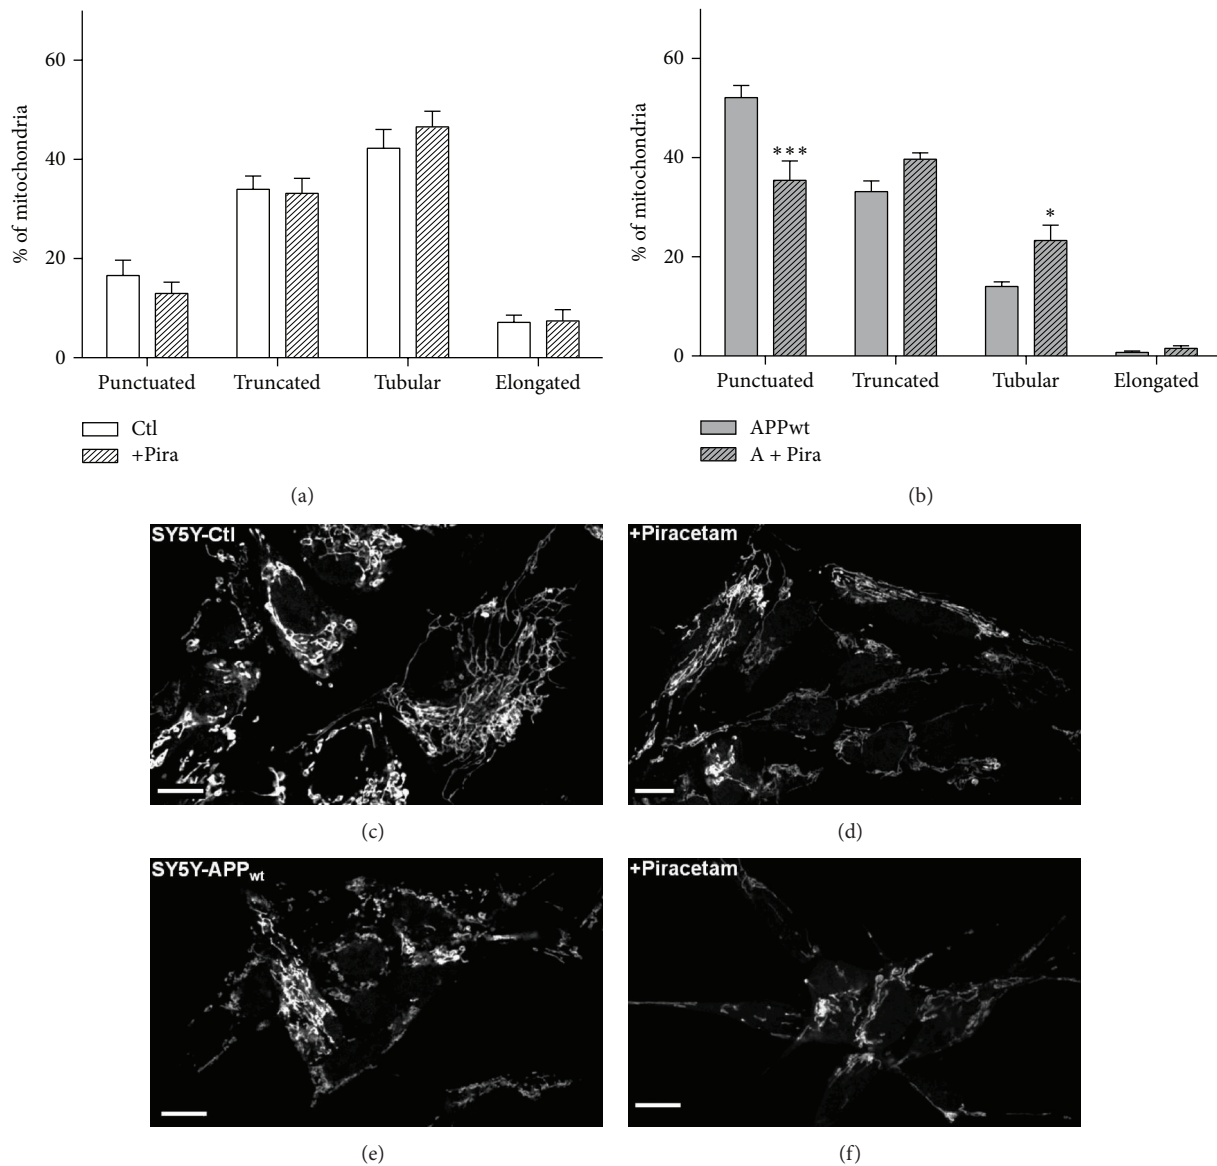 % of mitochondria
60
40
20
0
Punctuated Truncated Tubular Elongated
Ctl
+Pira
(a)
% of mitochondria
60
40
20
0
***
*
Punctuated Truncated Tubular Elongated
APPwt
A + Pira
(b)
SY5Y-Ctl
(c)
+Piracetam
(d)
SY5Y-APPwt
(e)
+Piracetam
(f)